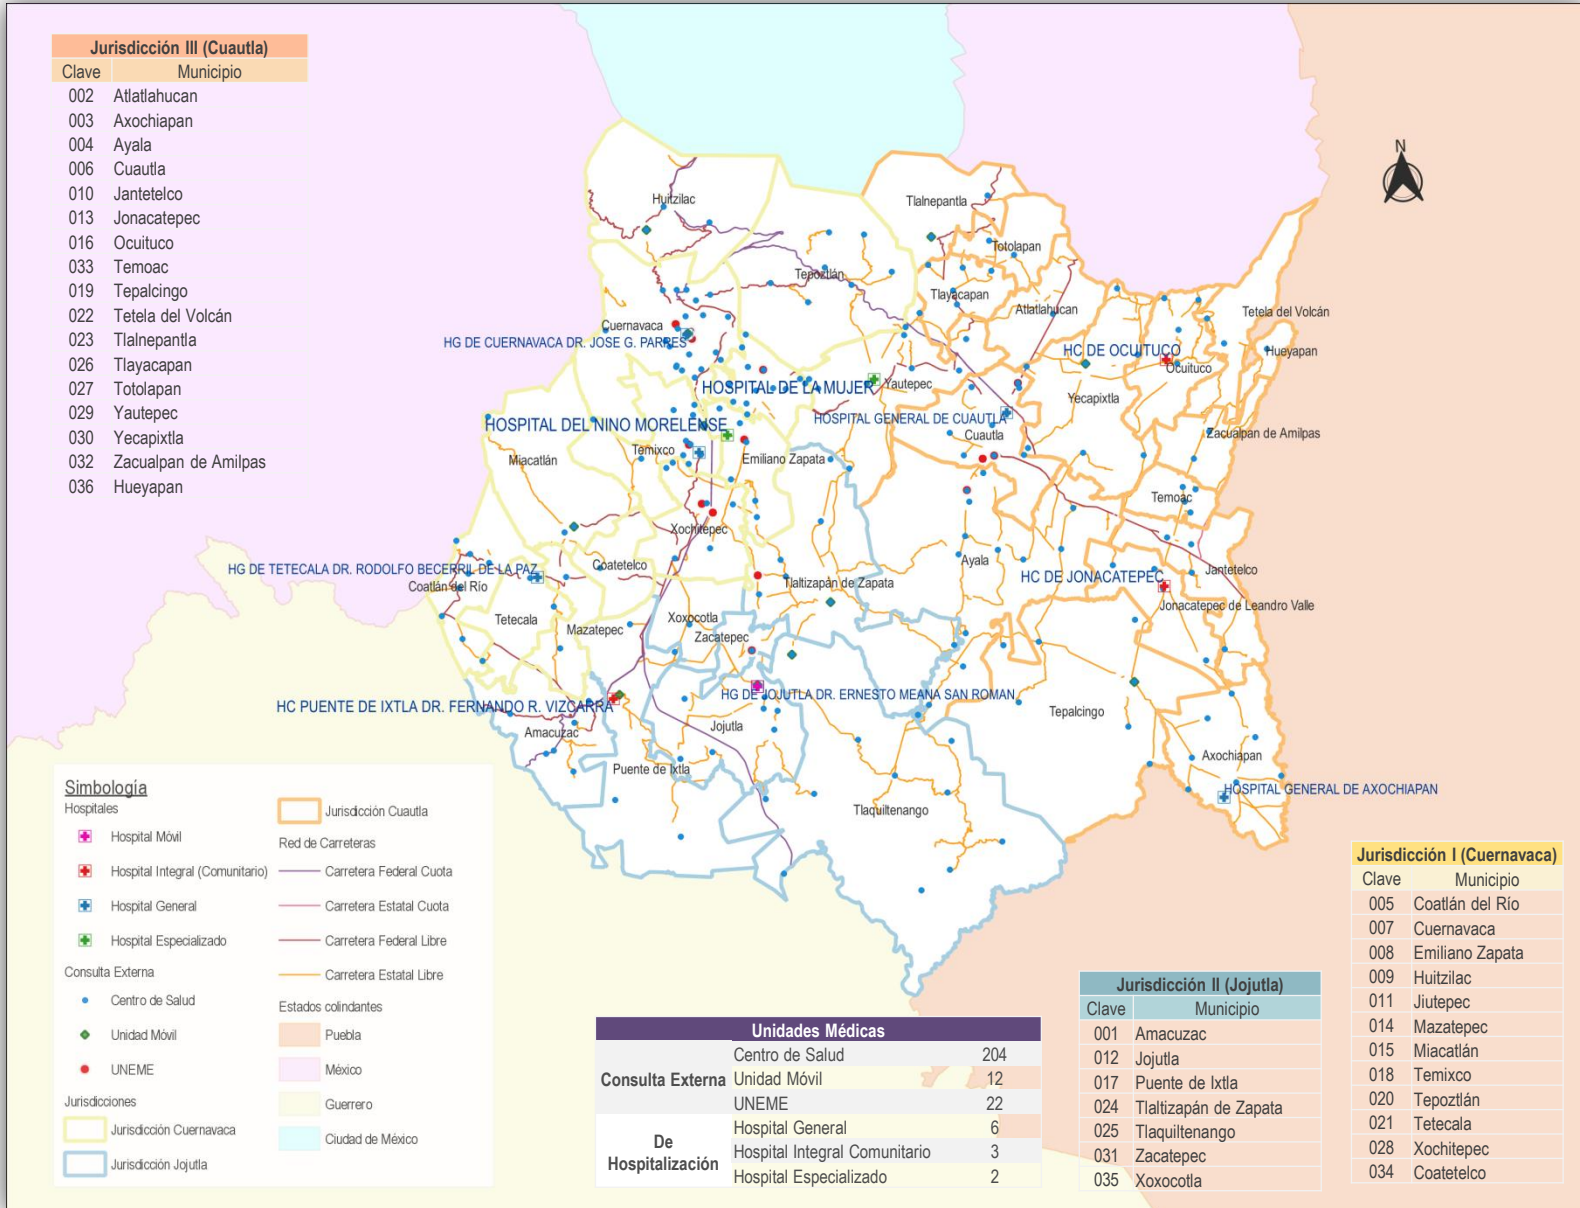 Jurisdicción III (Cuautla)
Clave Municipio
002 Atlatlahucan
003 Axochiapan
004 Ayala
006 Cuautla
010 Jantetelco
013 Jonacatepec
016 Ocuituco
033 Temoac
019 Tepalcingo
022 Tetela del Volcán
023 Tlalnepantla
026 Tlayacapan
027 Totolapan
029 Yautepec
030 Yecapixtla
032 Zacualpan de Amilpas
036 Hueyapan
N
Huitzilac
Tlalnepantla
Totolapan
Tepoztlán
Tlayacapan
Atlatlahucan
Tetela del Volcán
Cuernavaca
HG DE CUERNAVACA DR. JOSE G. PARRES
HC DE OCUITUCO
Hueyapan
Ocuituco
HOSPITAL DE LA MUJER
Yautepec
Yecapixtla
HOSPITAL GENERAL DE CUAUTLA
HOSPITAL DEL NINO MORELENSE
Cuautla
Zacualpan de Amilpas
Temixco
Miacatlán
Emiliano Zapata
Temoac
Xochitepec
Ayala
HG DE TETECALA DR. RODOLFO BECERRIL DE LA PAZ
Coatetelco
Coatlán del Río
Tlaltizapán de Zapata
HC DE JONACATEPEC
Jantetelco
Jonacatepec de Leandro Valle
Tetecala
Mazatepec
Xoxocotla
Zacatepec
HG DE JOJUTLA DR. ERNESTO MEANA SAN ROMAN
HC PUENTE DE IXTLA DR. FERNANDO R. VIZCARRA
Tepalcingo
Amacuzac
Jojutla
Puente de Ixtla
Axochiapan
HOSPITAL GENERAL DE AXOCHIAPAN
Tlaquiltenango
Simbología
Hospitales
Hospital Móvil
Hospital Integral (Comunitario)
Hospital General
Hospital Especializado
Consulta Externa
Centro de Salud
Unidad Móvil
UNEME
Jurisdicciones
Jurisdicción Cuernavaca
Jurisdicción Jojutla
Jurisdicción Cuautla
Red de Carreteras
Carretera Federal Cuota
Carretera Estatal Cuota
Carretera Federal Libre
Carretera Estatal Libre
Estados colindantes
Puebla
México
Guerrero
Ciudad de México
Unidades Médicas
Consulta Externa
Centro de Salud 204
Unidad Móvil 12
UNEME 22
De
Hospitalización
Hospital General 6
Hospital Integral Comunitario 3
Hospital Especializado 2
Jurisdicción II (Jojutla)
Clave Municipio
001 Amacuzac
012 Jojutla
017 Puente de Ixtla
024 Tlaltizapán de Zapata
025 Tlaquiltenango
031 Zacatepec
035 Xoxocotla
Jurisdicción I (Cuernavaca)
Clave Municipio
005 Coatlán del Río
007 Cuernavaca
008 Emiliano Zapata
009 Huitzilac
011 Jiutepec
014 Mazatepec
015 Miacatlán
018 Temixco
020 Tepoztlán
021 Tetecala
028 Xochitepec
034 Coatetelco